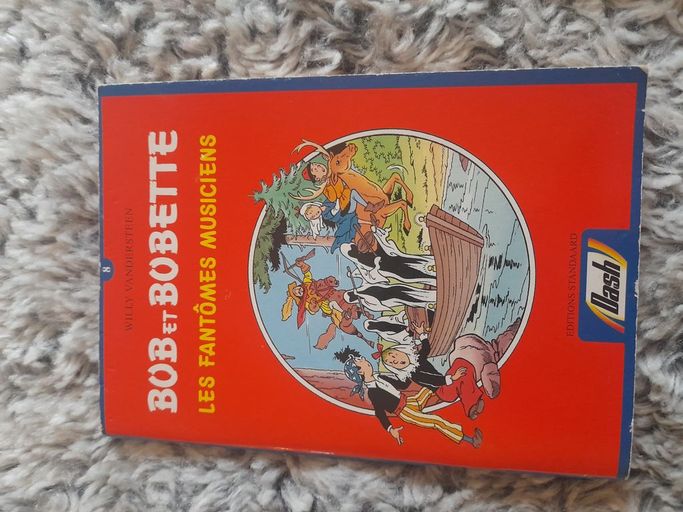 8
WILLY VANDERSTEEN
BOB ET BOBETTE
LES FANTÔMES MUSICIENS
Dash
EDITIONS STANDAARD